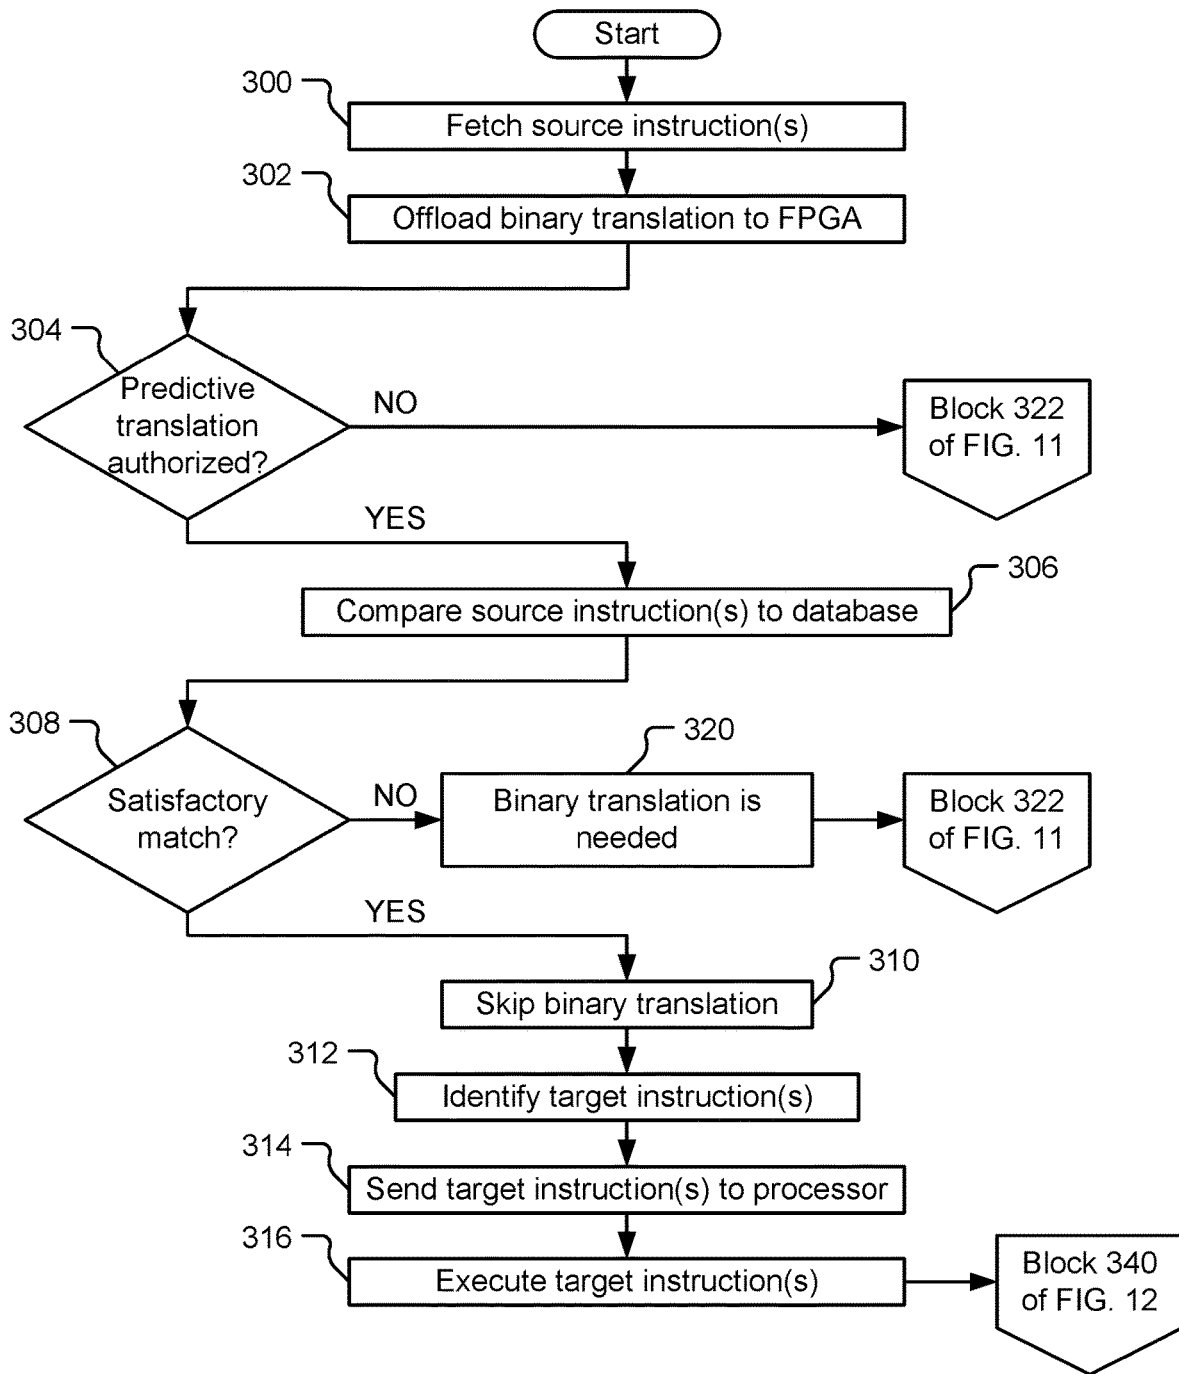 Start
300
Fetch source instruction(s)
302
Offload binary translation to FPGA
304
Predictive
translation
authorized?
NO
Block 322
of FIG. 11
YES
306
Compare source instruction(s) to database
308
Satisfactory
match?
NO
320
Binary translation is
needed
Block 322
of FIG. 11
YES
310
Skip binary translation
312
Identify target instruction(s)
314
Send target instruction(s) to processor
316
Execute target instruction(s)
Block 340
of FIG. 12